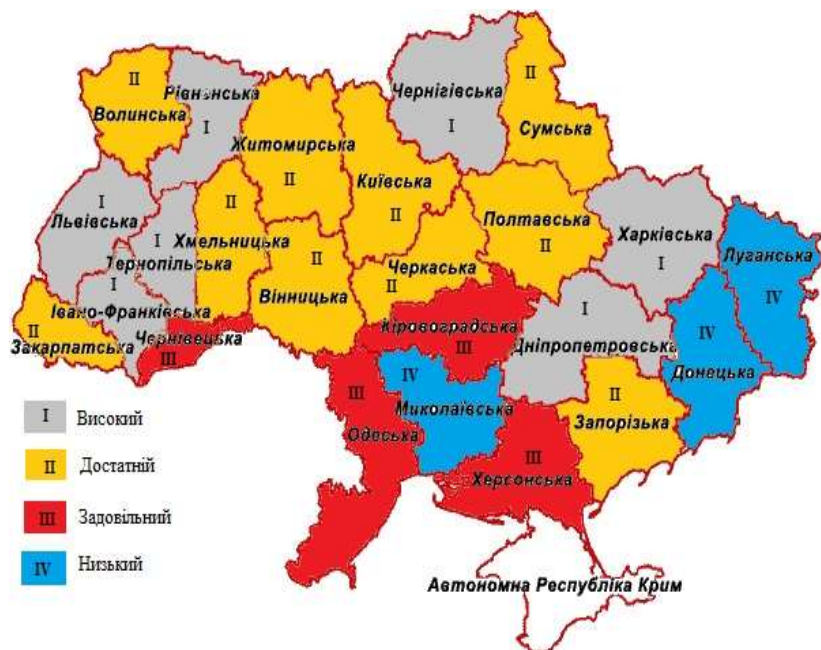 II
Волинська
Рівненська
I
Чернігівська
I
II
Сумська
Житомирська
II
Київська
II
I
Львівська
I
Тернопільська
II
Хмельницька
II
Вінницька
Черкаська
II
Полтавська
II
Харківська
I
Луганська
IV
I
Івано-Франківська
II
Закарпатська
Чернівецька
III
Кіровоградська
III
I
Дніпропетровська
IV
Донецька
III
Одеська
IV
Миколаївська
II
Запорізька
III
Херсонська
Автономна Республіка Крим
I Високий
II Достатній
III Задовільний
IV Низький